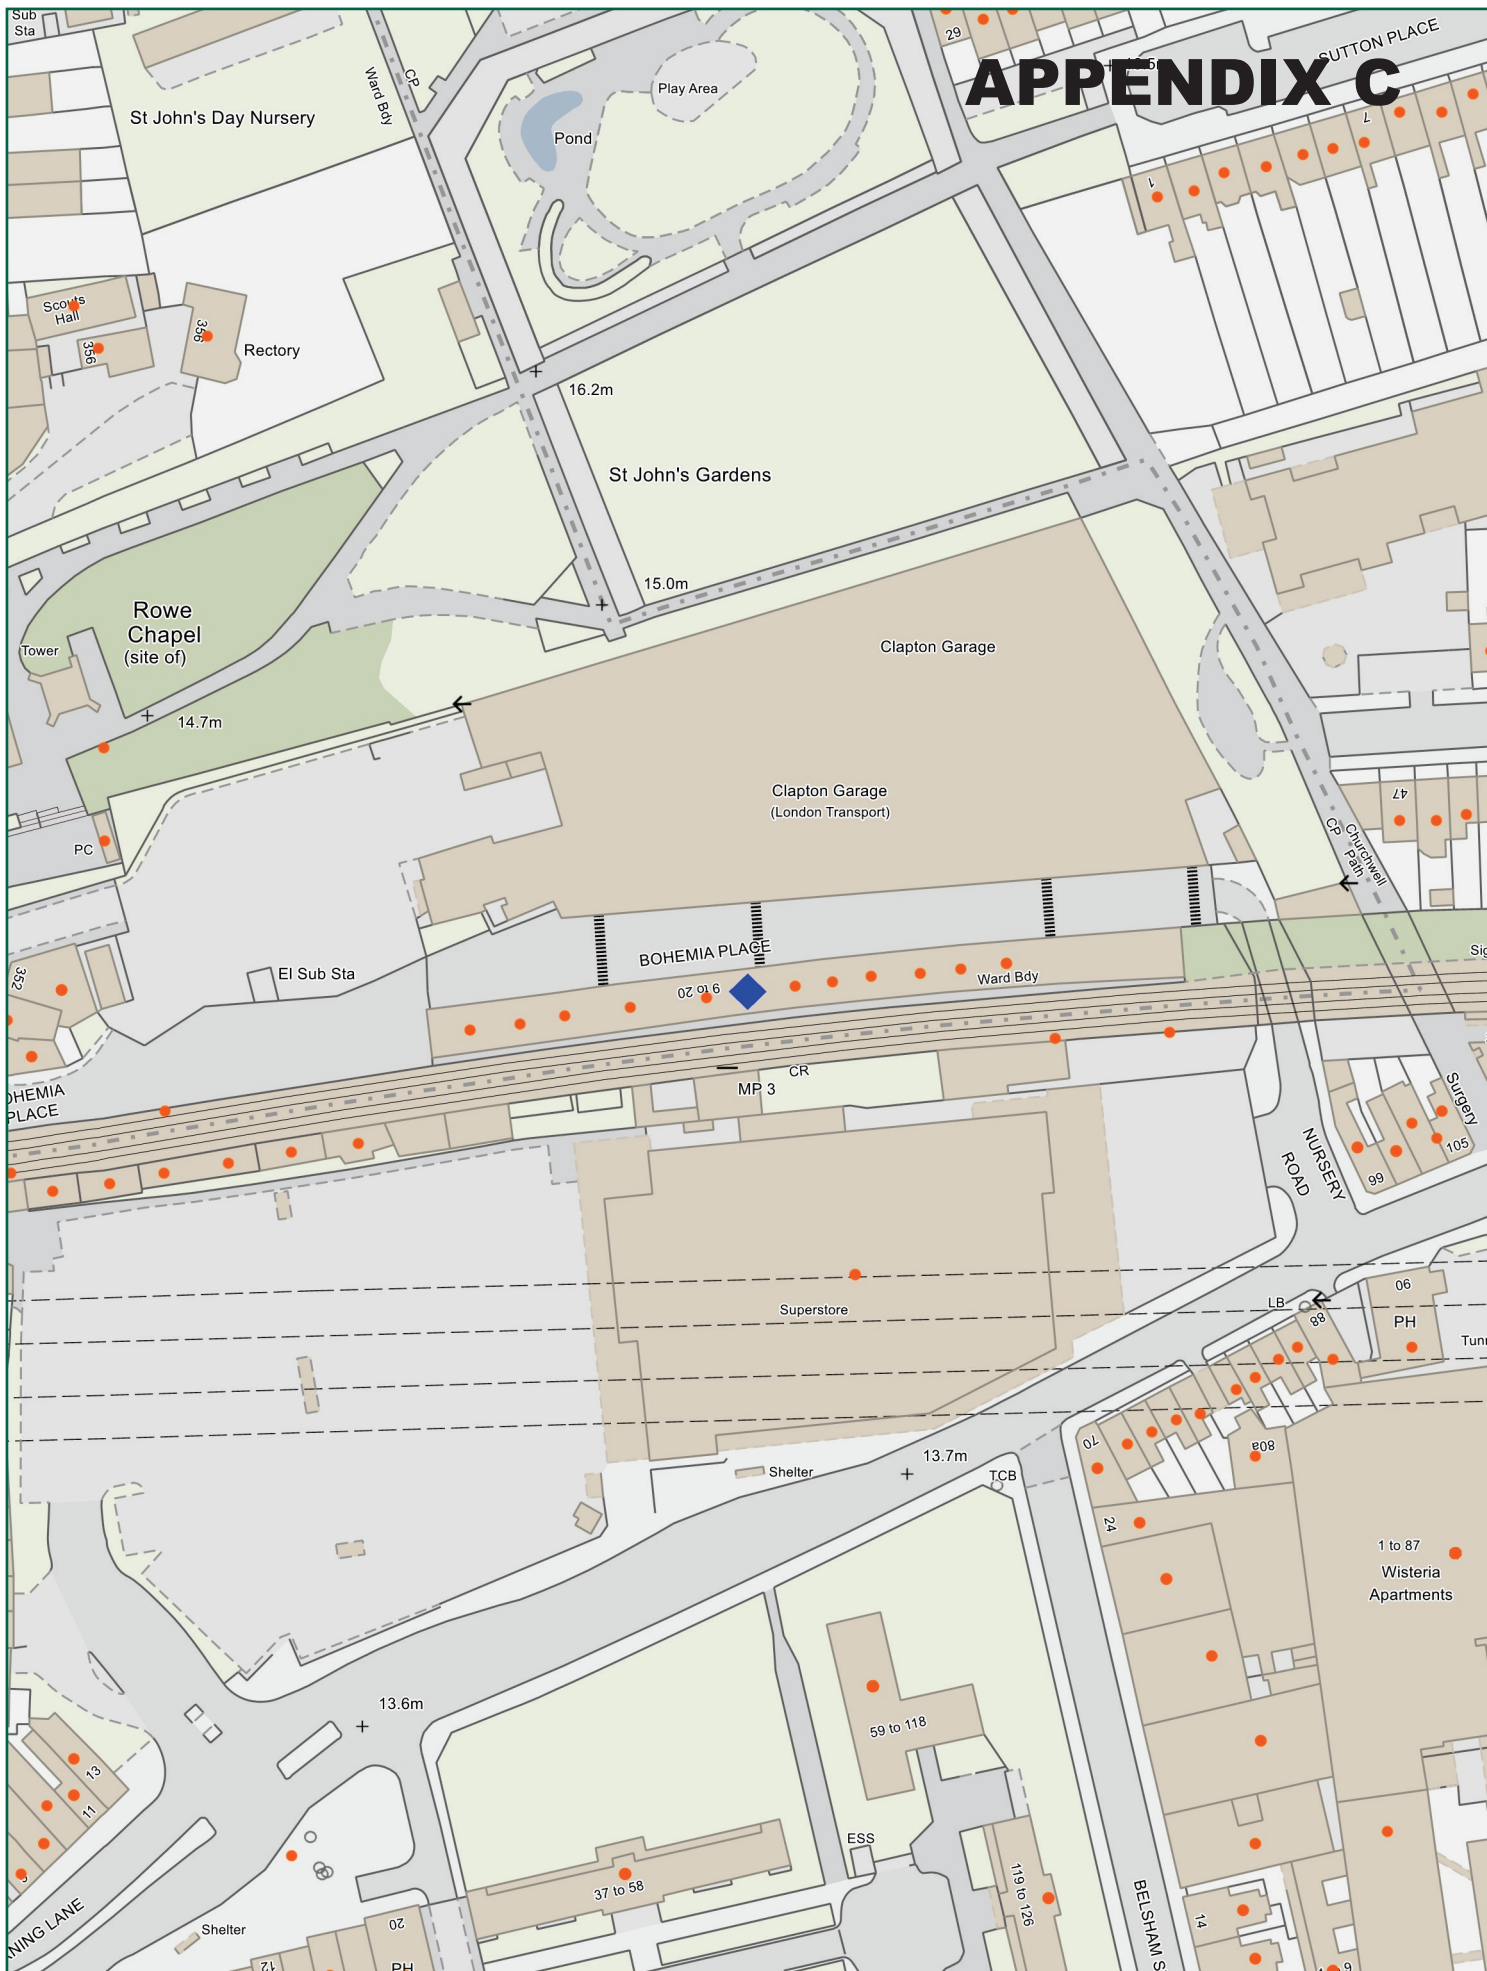 Sub
Sta
CP
Ward Bdy
29
SUTTON PLACE
APPENDIX C
Play Area
St John's Day Nursery
Pond
7
1
Scouts
Hall
356
356
Rectory
16.2m
St John's Gardens
15.0m
Rowe
Chapel
(site of)
Tower
Clapton Garage
14.7m
Clapton Garage
(London Transport)
47
CP
Churchwell
Path
PC
BOHEMIA PLACE
352
El Sub Sta
9 to 20
Ward Bdy
CR
MP 3
BOHEMIA
PLACE
Surgery
NURSERY
ROAD
105
99
Superstore
LB
88
90
PH
70
80a
13.7m
Shelter
TCB
24
1 to 87
Wisteria
Apartments
13.6m
59 to 118
13
11
ESS
37 to 58
119 to 126
BELSHAM S
14
20
Shelter
RNING LANE
12
PH